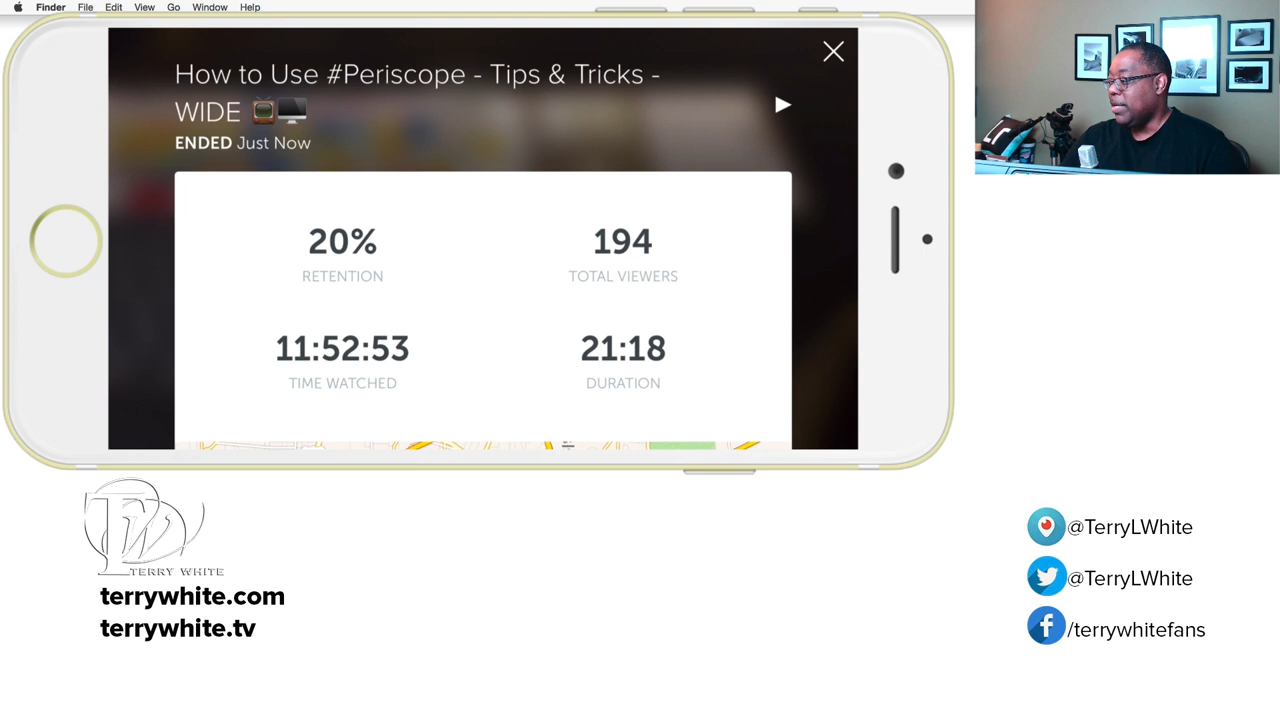 Finder File Edit View Go Window Help
How to Use #Periscope - Tips & Tricks -
WIDE
ENDED Just Now
20%
RETENTION
194
TOTAL VIEWERS
11:52:53
TIME WATCHED
21:18
DURATION
TW
TERRY WHITE
terrywhite.com
terrywhite.tv
@TerryLWhite
@TerryLWhite
/terrywhitefans